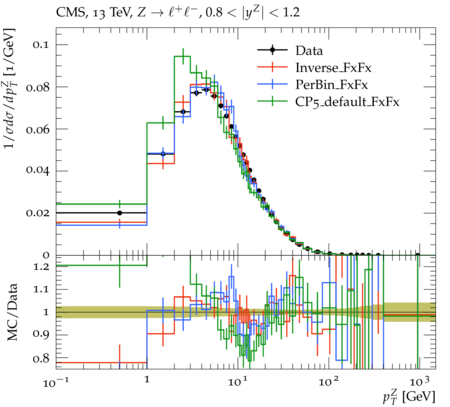 CMS, 13 TeV, Z → ℓ⁺ℓ⁻, 0.8 < |y^Z| < 1.2
1/σdσ/dp_T^Z [1/GeV]
0.1
0.08
0.06
0.04
0.02
0
Data
Inverse_FxFx
PerBin_FxFx
CP5_default_FxFx
MC/Data
1.2
1.1
1
0.9
0.8
10⁻¹
1
10¹
10²
10³
p_T^Z [GeV]